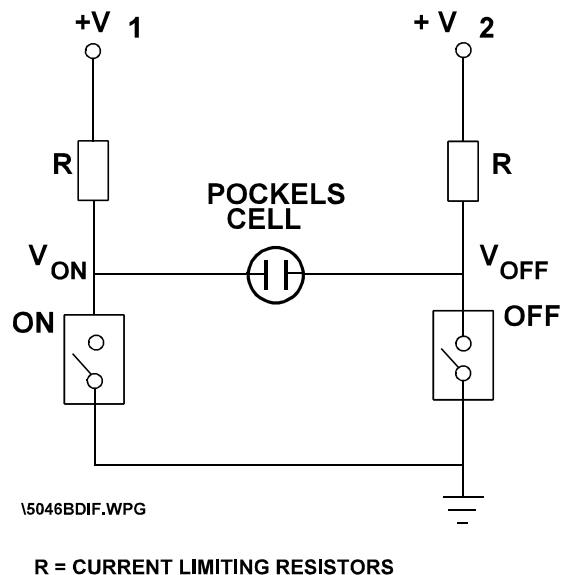 +V 1
+ V 2
R
R
POCKELS
CELL
V ON
V OFF
ON
OFF
\5046BDIF.WPG
R = CURRENT LIMITING RESISTORS